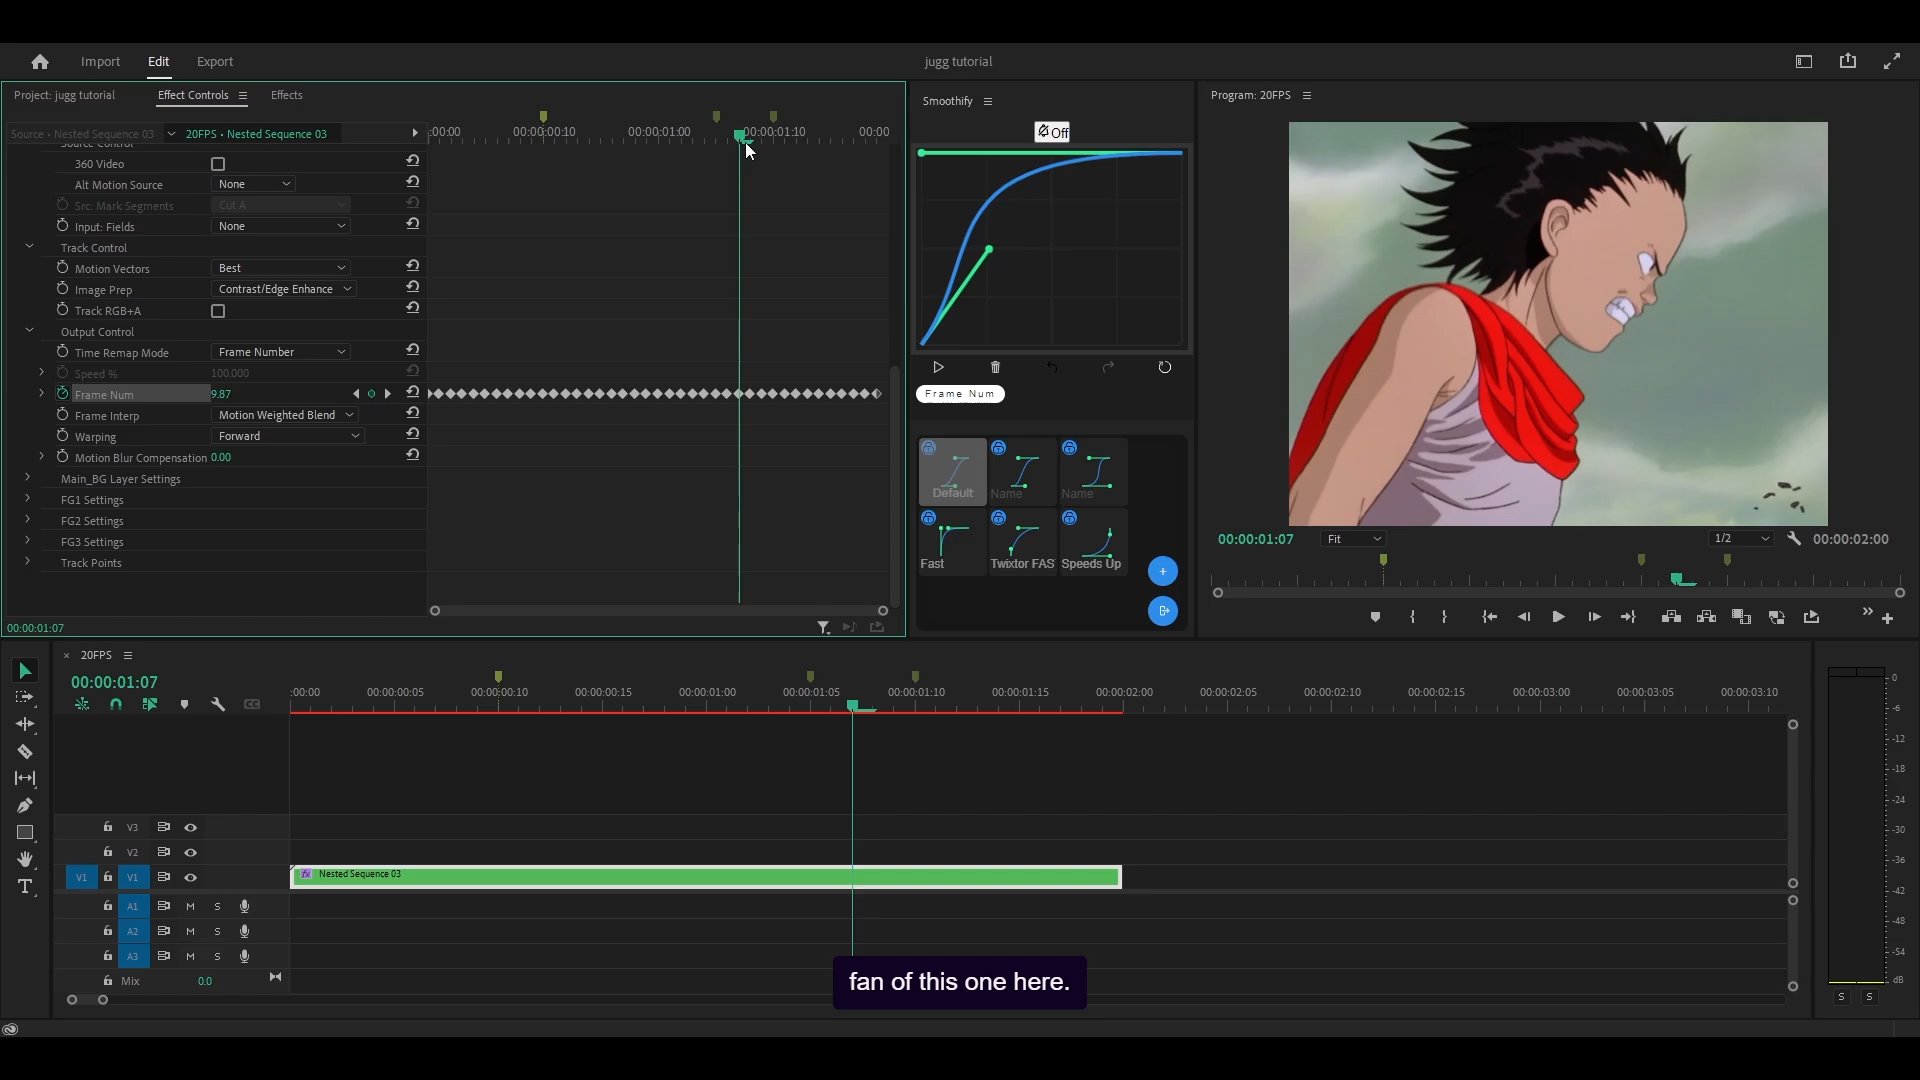 Import Edit Export
jugg tutorial
Project: jugg tutorial Effect Controls Effects
Source • Nested Sequence 03 20FPS • Nested Sequence 03
:00:00 00:00:00:10 00:00:01:00 00:00:01:10 00:00
Source Control
360 Video
Alt Motion Source None
Src. Mark Segments Cut A
Input: Fields None
Track Control
Motion Vectors Best
Image Prep Contrast/Edge Enhance
Track RGB+A
Output Control
Time Remap Mode Frame Number
Speed % 100.000
Frame Num 9.87
Frame Interp Motion Weighted Blend
Warping Forward
Motion Blur Compensation 0.00
Main_BG Layer Settings
FG1 Settings
FG2 Settings
FG3 Settings
Track Points
00:00:01:07
Smoothify
Off
Frame Num
Default Name Name
Fast Twixtor FAS Speeds Up
Program: 20FPS
00:00:01:07 Fit 1/2 00:00:02:00
× 20FPS
00:00:01:07
:00:00 00:00:00:05 00:00:00:10 00:00:00:15 00:00:01:00 00:00:01:05 00:00:01:10 00:00:01:15 00:00:02:00 00:00:02:05 00:00:02:10 00:00:02:15 00:00:03:00 00:00:03:05 00:00:03:10
V3
V2
V1 V1
fx Nested Sequence 03
A1 M S
A2 M S
A3 M S
Mix 0.0
0
-6
-12
-18
-24
-30
-36
-42
-48
-54
dB
S S
fan of this one here.